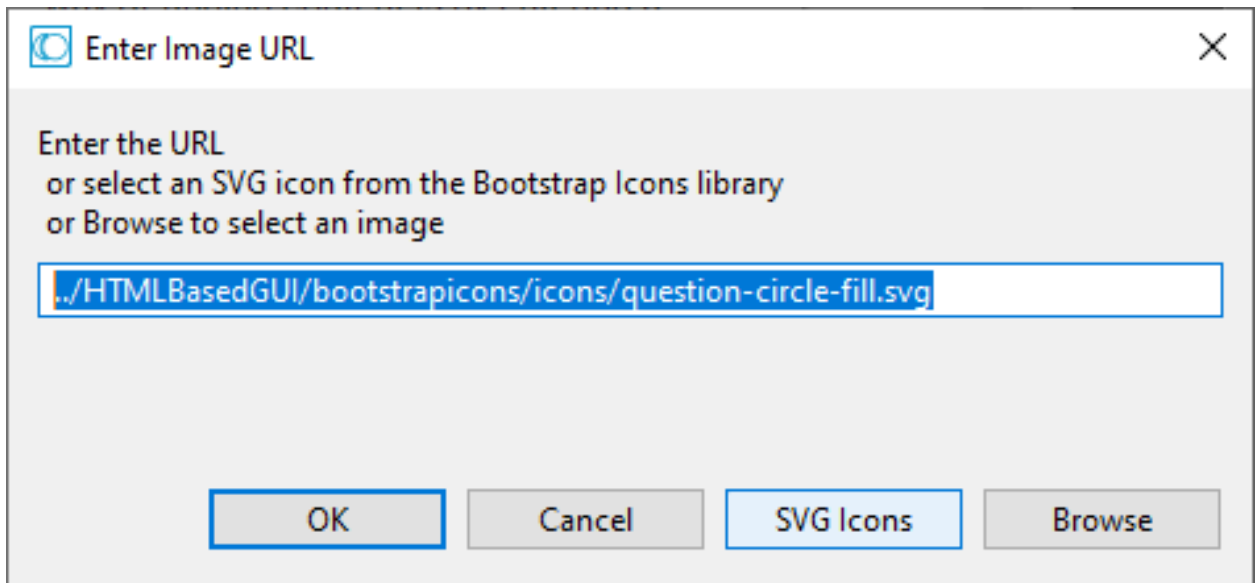 Enter Image URL
Enter the URL
or select an SVG icon from the Bootstrap Icons library
or Browse to select an image
../HTMLBasedGUI/bootstrapicons/icons/question-circle-fill.svg
OK Cancel SVG Icons Browse